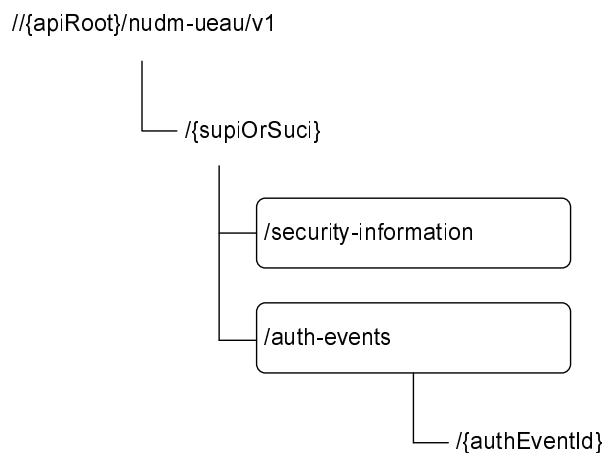 //{apiRoot}/nudm-ueau/v1
/{supiOrSuci}
/security-information
/auth-events
/{authEventId}